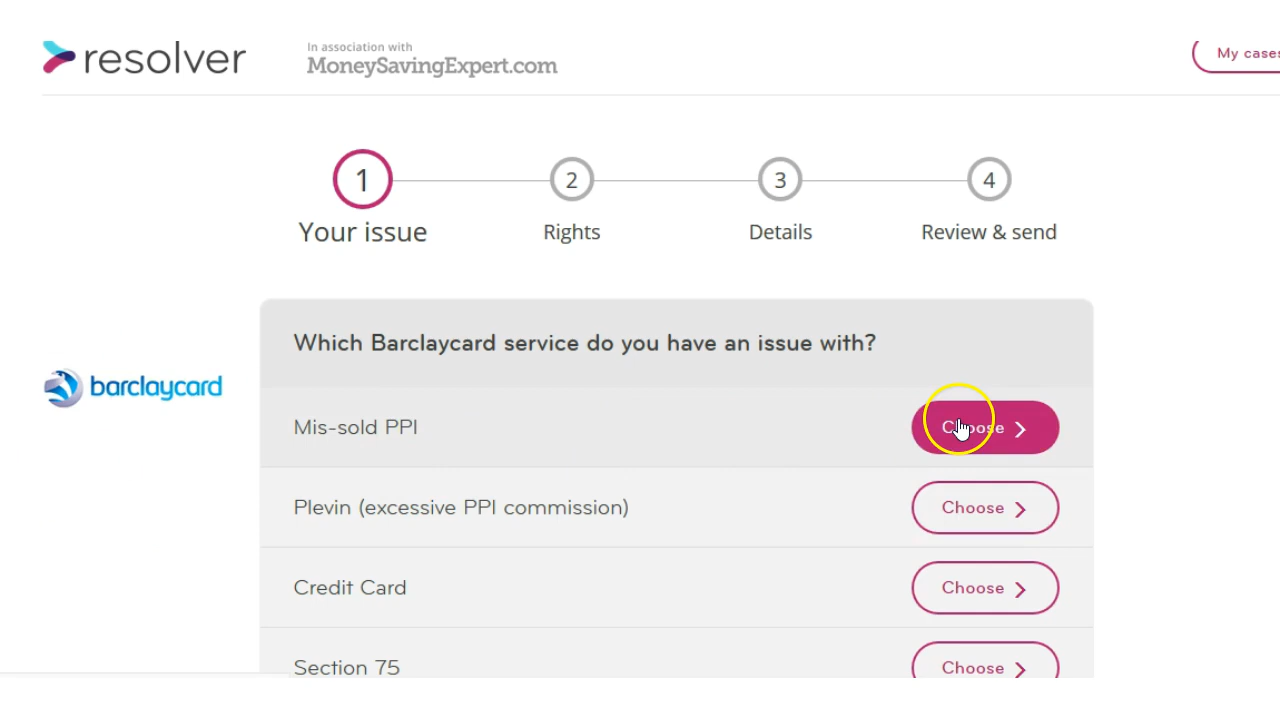 resolver
In association with
MoneySavingExpert.com
My cases
1
2
3
4
Your issue
Rights
Details
Review & send
Which Barclaycard service do you have an issue with?
barclaycard
Mis-sold PPI
Choose
Plevin (excessive PPI commission)
Choose
Credit Card
Choose
Section 75
Choose